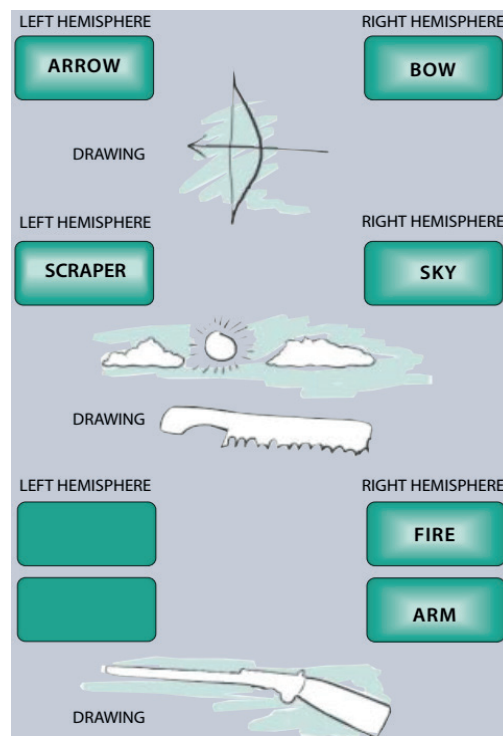 LEFT HEMISPHERE RIGHT HEMISPHERE
ARROW BOW
DRAWING
LEFT HEMISPHERE RIGHT HEMISPHERE
SCRAPER SKY
DRAWING
LEFT HEMISPHERE RIGHT HEMISPHERE
FIRE
ARM
DRAWING